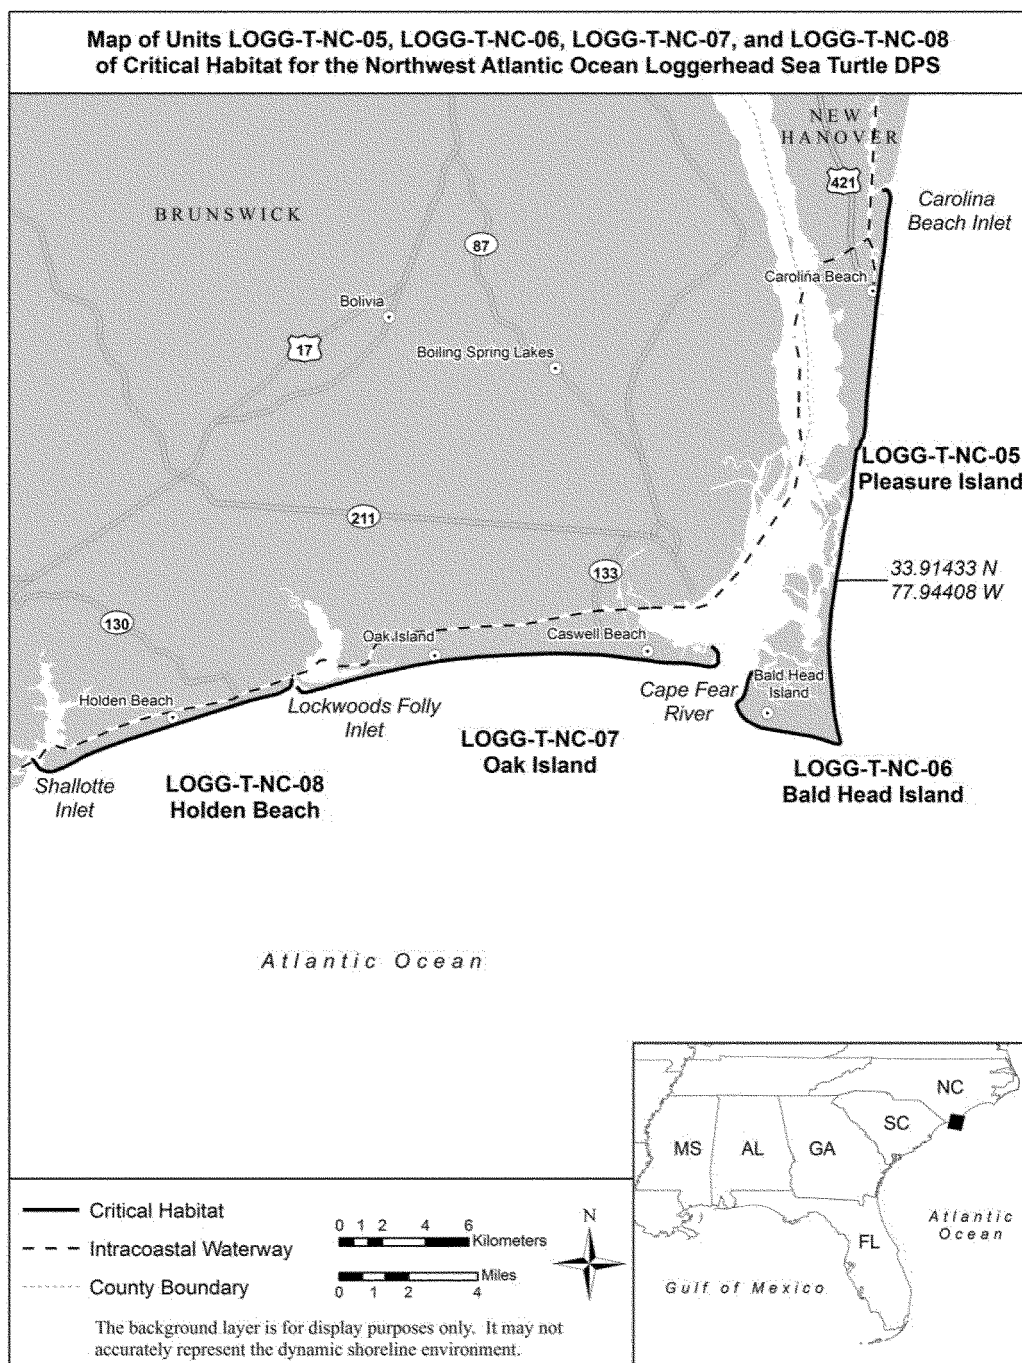 Map of Units LOGG-T-NC-05, LOGG-T-NC-06, LOGG-T-NC-07, and LOGG-T-NC-08
of Critical Habitat for the Northwest Atlantic Ocean Loggerhead Sea Turtle DPS
NEW
HANOVER
421
Carolina
Beach Inlet
BRUNSWICK
87
Carolina Beach
Bolivia
17
Boiling Spring Lakes
LOGG-T-NC-05
Pleasure Island
211
133
33.91433 N
77.94408 W
130
Oak Island
Caswell Beach
Bald Head
Island
Holden Beach
Lockwoods Folly
Inlet
Cape Fear
River
LOGG-T-NC-07
Oak Island
LOGG-T-NC-06
Bald Head Island
Shallotte
Inlet
LOGG-T-NC-08
Holden Beach
Atlantic Ocean
NC
SC
MS
AL
GA
FL
Atlantic
Ocean
Gulf of Mexico
Critical Habitat
Intracoastal Waterway
County Boundary
0 1 2 4 6
Kilometers
Miles
0 1 2 4
N
The background layer is for display purposes only. It may not
accurately represent the dynamic shoreline environment.